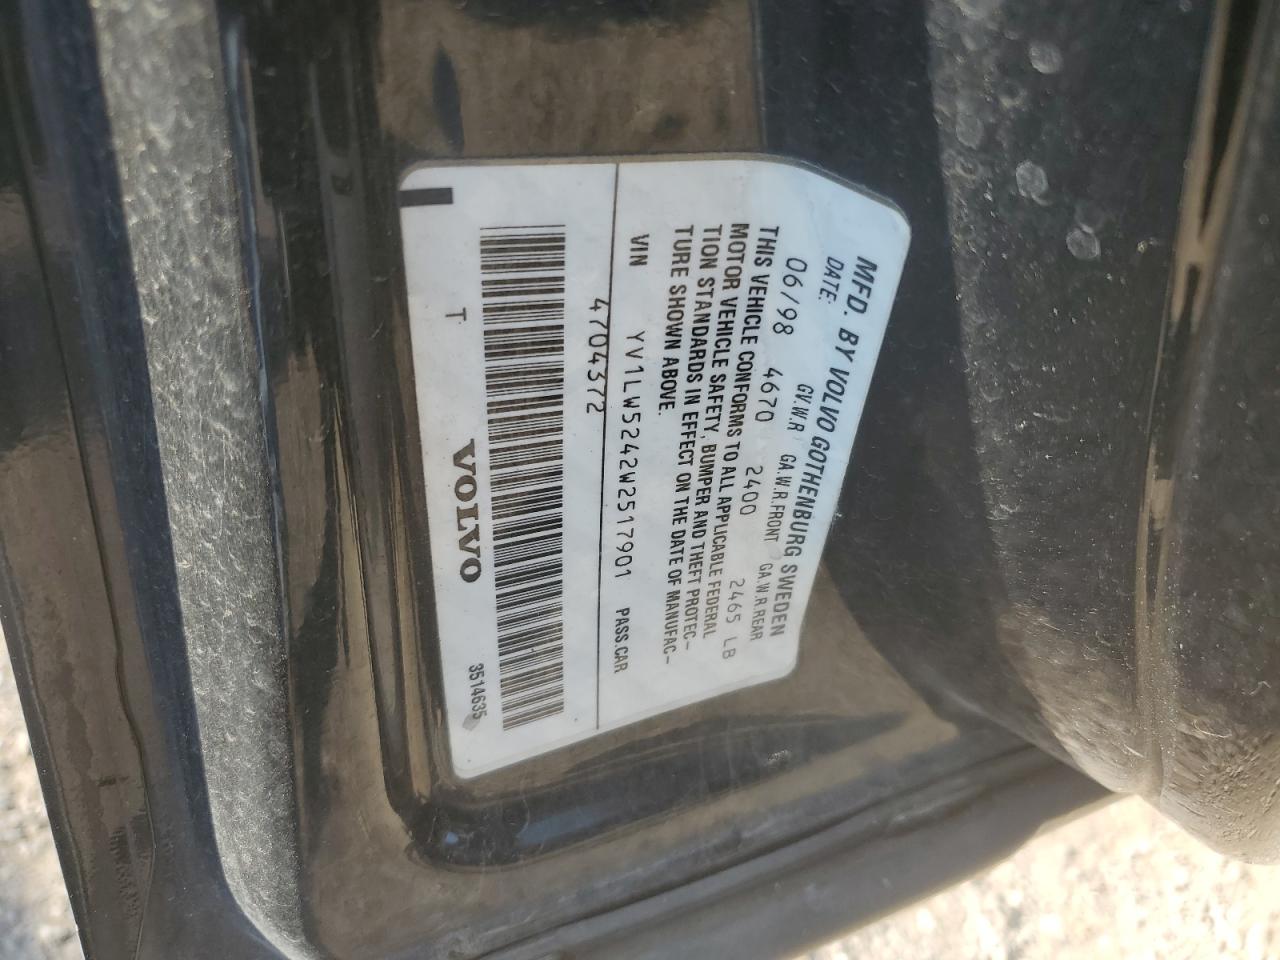 MFD. BY VOLVO GOTHENBURG SWEDEN
DATE: G.V.W.R GA.W.R.FRONT GA.W.R.REAR
06/98 4670 2400 2465 LB
THIS VEHICLE CONFORMS TO ALL APPLICABLE FEDERAL
MOTOR VEHICLE SAFETY, BUMPER AND THEFT PROTEC-
TION STANDARDS IN EFFECT ON THE DATE OF MANUFAC-
TURE SHOWN ABOVE.
VIN YV1LW5242W2517901 PASS.CAR
4704372
T VOLVO 3514635